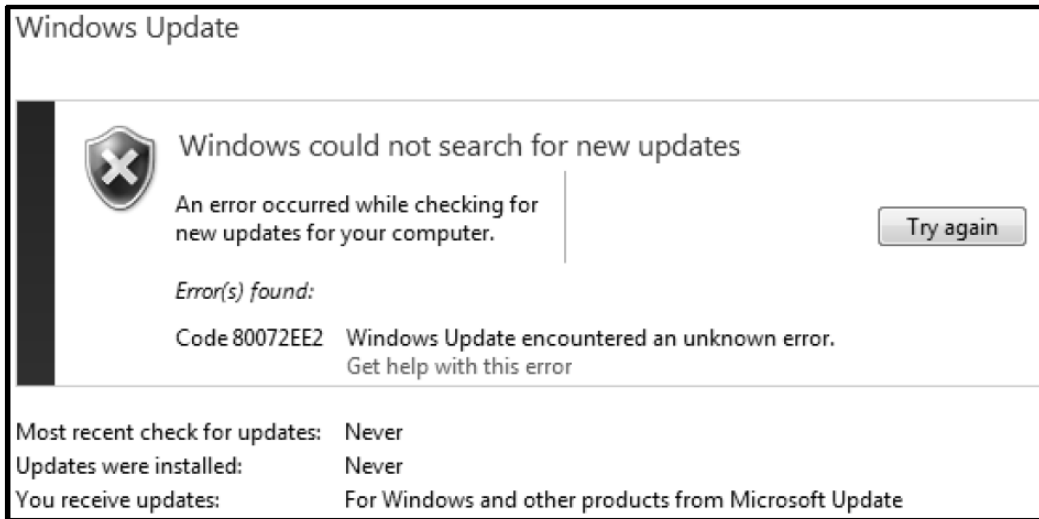 Windows Update
Windows could not search for new updates
An error occurred while checking for
new updates for your computer.
Try again
Error(s) found:
Code 80072EE2 Windows Update encountered an unknown error.
Get help with this error
Most recent check for updates: Never
Updates were installed: Never
You receive updates: For Windows and other products from Microsoft Update